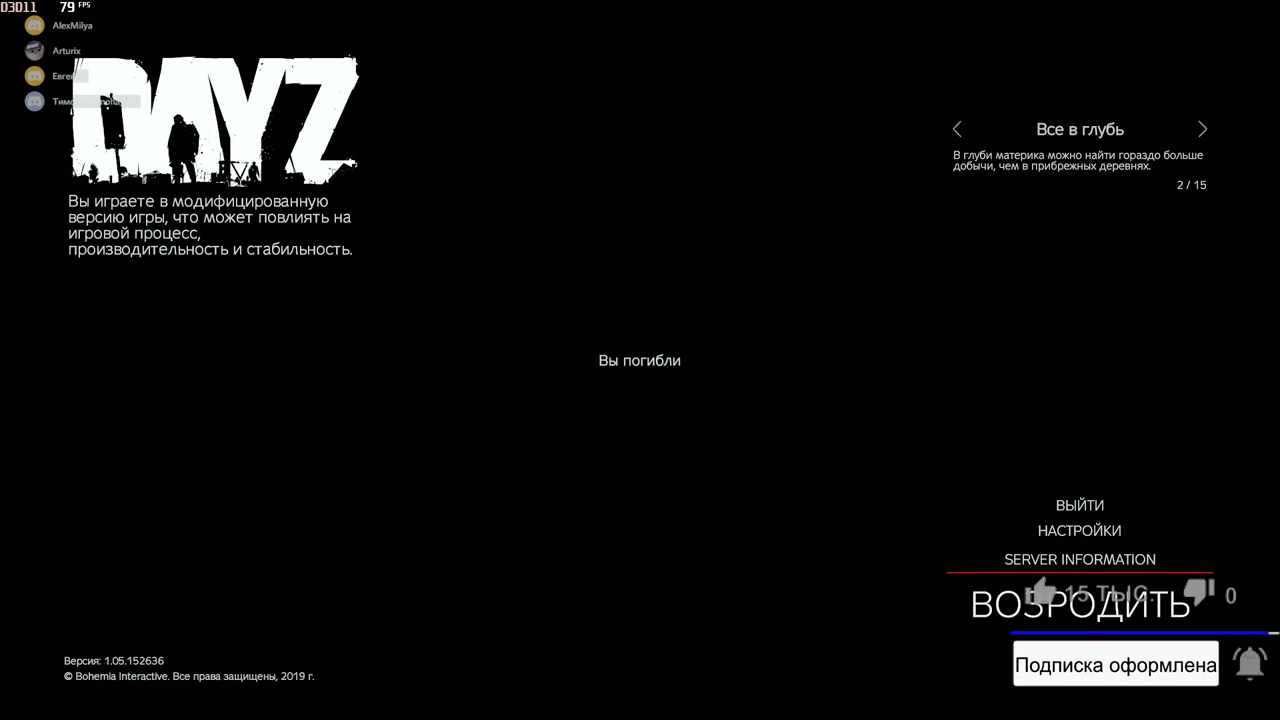 D3D11 79 FPS
AlexMilya
Arturix
DAYZ
Вы играете в модифицированную
версию игры, что может повлиять на
игровой процесс,
производительность и стабильность.
Все в глубь
В глуби материка можно найти гораздо больше
добычи, чем в прибрежных деревнях.
2 / 15
Вы погибли
ВЫЙТИ
НАСТРОЙКИ
SERVER INFORMATION
ВОЗРОДИТЬ
15 ТЫС. 0
Подписка оформлена
Версия: 1.05.152636
© Bohemia Interactive. Все права защищены, 2019 г.